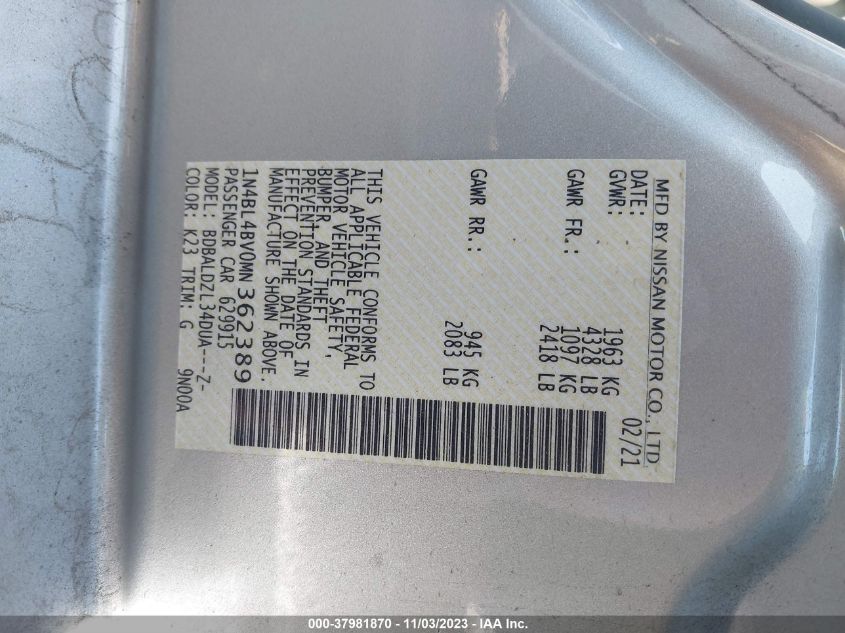 MFD BY NISSAN MOTOR CO., LTD
DATE: 02/21
GVWR: 1963 KG
4328 LB
GAWR FR.: 1097 KG
2418 LB
GAWR RR.: 945 KG
2083 LB
THIS VEHICLE CONFORMS TO
ALL APPLICABLE FEDERAL
MOTOR VEHICLE SAFETY,
BUMPER, AND THEFT
PREVENTION STANDARDS IN
EFFECT ON THE DATE OF
MANUFACTURE SHOWN ABOVE.
1N4BL4BV0MN362389
PASSENGER CAR 629915
MODEL: BDBALDZL34DUA---Z-
COLOR: K23 TRIM: G 9N00A
000-37981870 - 11/03/2023 - IAA Inc.